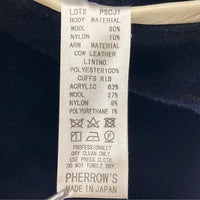 LOT# PSCJ1
BODY MATERIAL
WOOL 90%
NYLON 10%
ARM MATERIAL
COW LEATHER
LINING
POLYESTER100%
CUFFS RIB
ACRYLIC 63%
WOOL 27%
NYLON 9%
POLYURETHANE 1%
PROFESSIONALLY
DRY CLEAN ONLY.
USE PRESS CLOTH.
DO NOT TUMBLE DRY.
PHERROW'S
MADE IN JAPAN